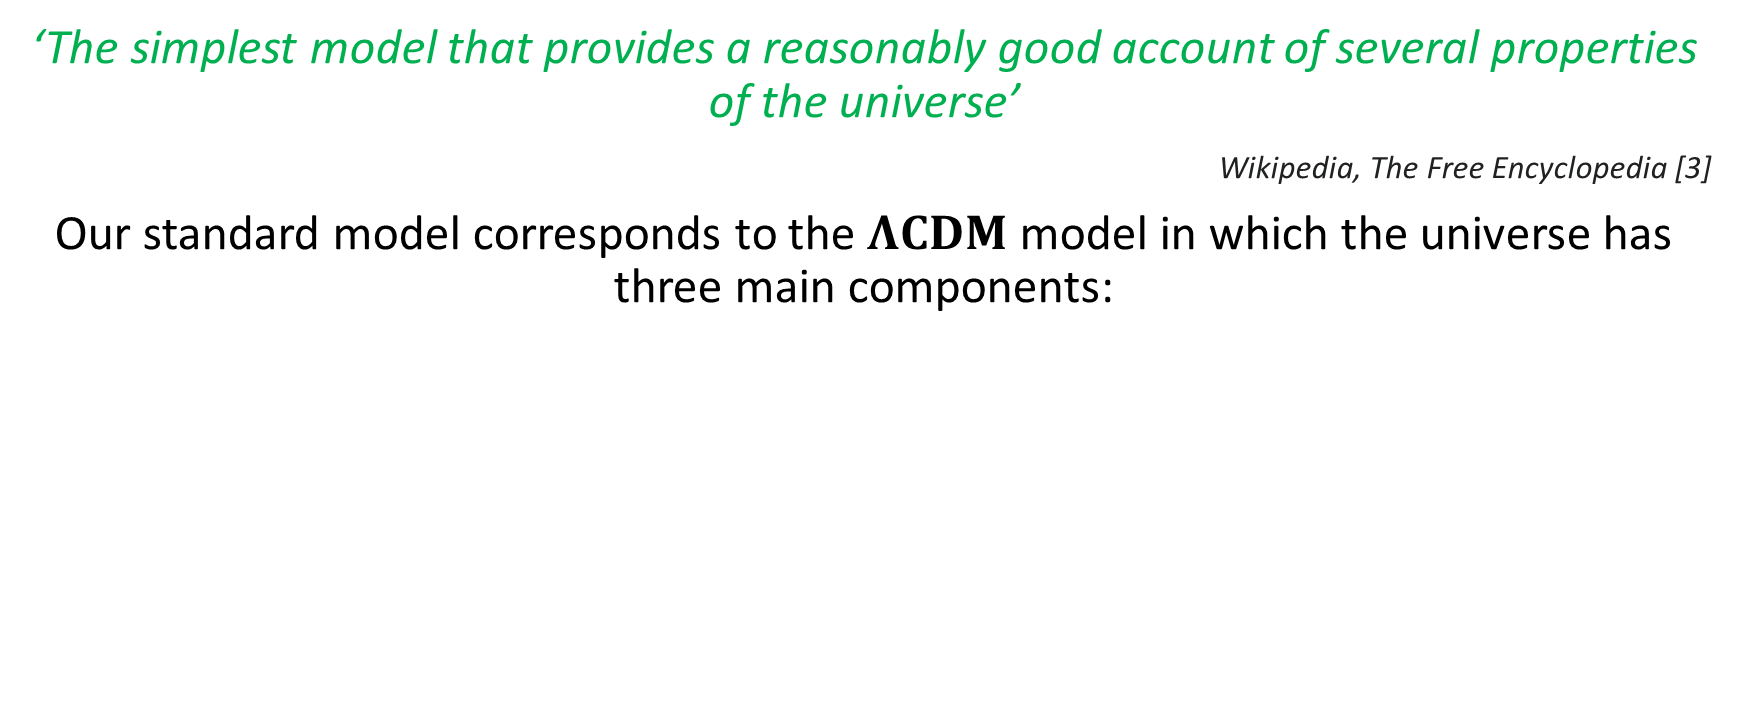 ‘The simplest model that provides a reasonably good account of several properties
of the universe’
Wikipedia, The Free Encyclopedia [3]
Our standard model corresponds to the ΛCDM model in which the universe has
three main components: